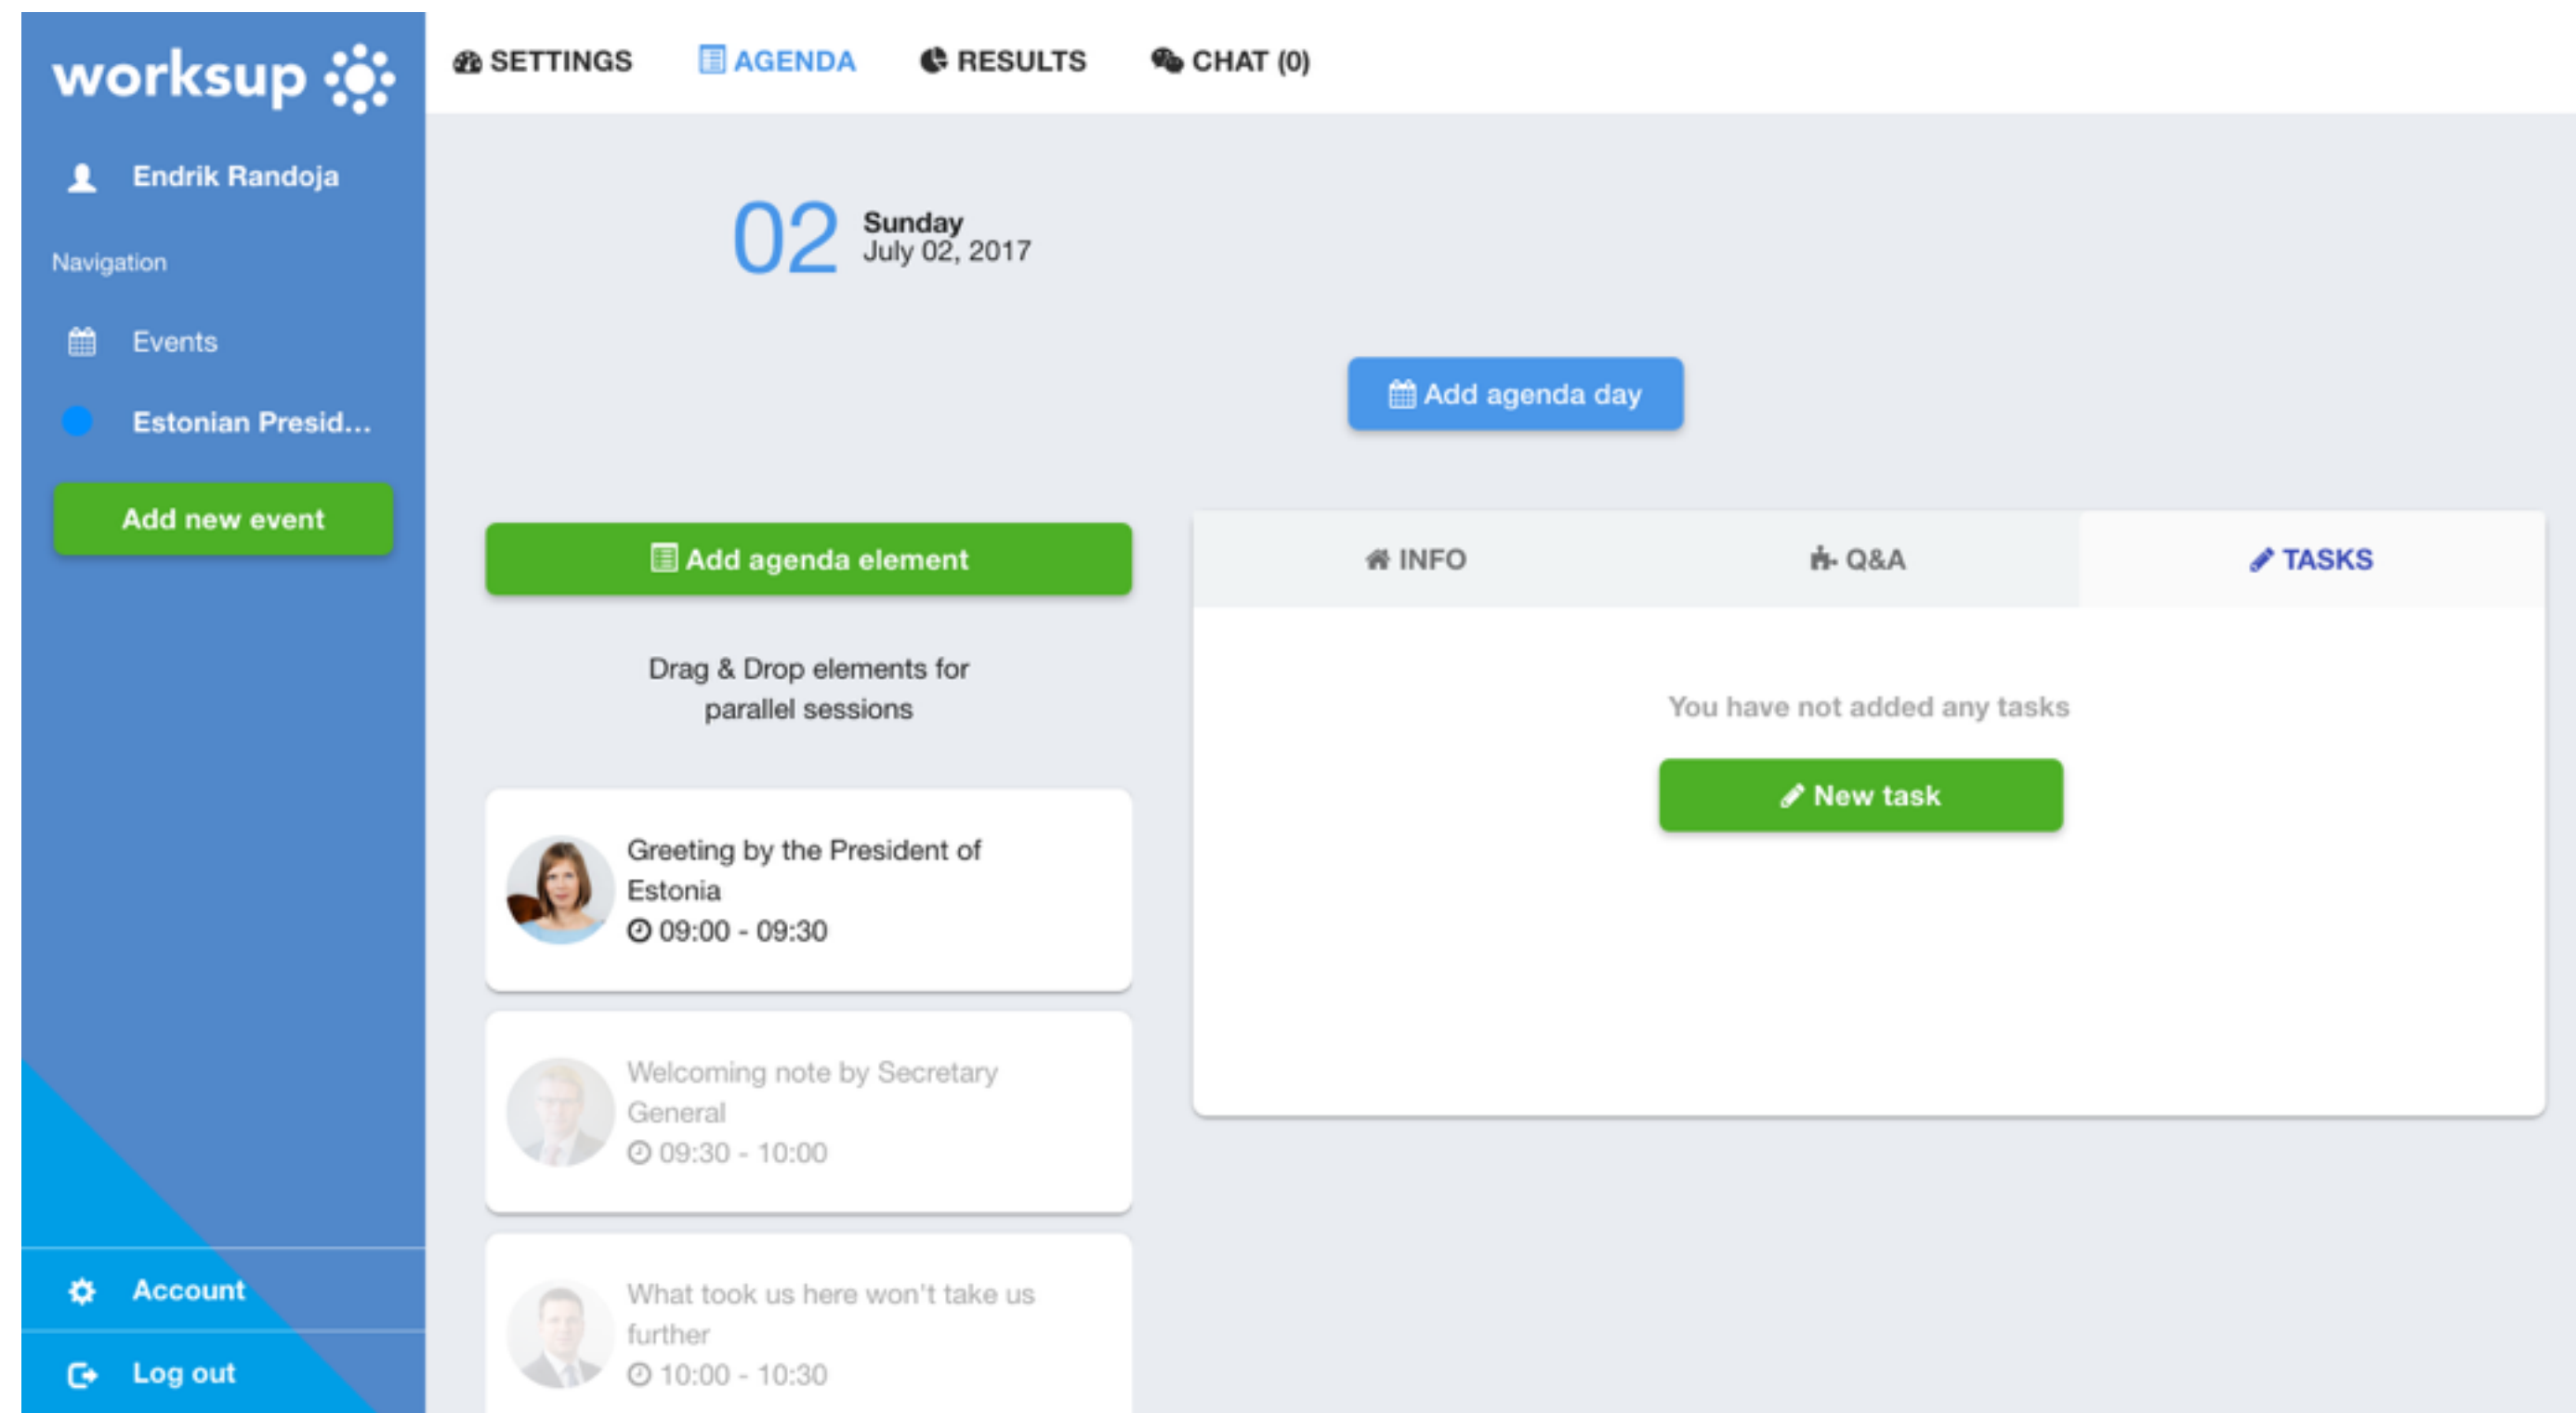 worksup
Endrik Randoja
Navigation
Events
Estonian Presid...
Add new event
Account
Log out
SETTINGS
AGENDA
RESULTS
CHAT (0)
02
Sunday
July 02, 2017
Add agenda day
Add agenda element
Drag & Drop elements for
parallel sessions
Greeting by the President of
Estonia
09:00 - 09:30
Welcoming note by Secretary
General
09:30 - 10:00
What took us here won't take us
further
10:00 - 10:30
INFO
Q&A
TASKS
You have not added any tasks
New task